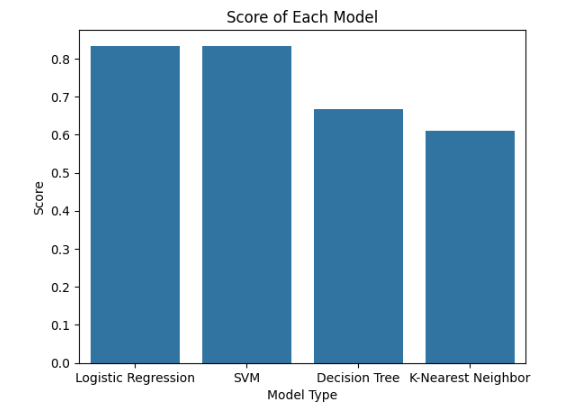 Score of Each Model
0.8
0.7
0.6
0.5
0.4
0.3
0.2
0.1
0.0
Score
Logistic Regression SVM Decision Tree K-Nearest Neighbor
Model Type